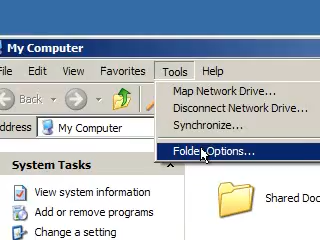 My Computer
File Edit View Favorites Tools Help
Back
Map Network Drive...
Disconnect Network Drive...
Synchronize...
Address My Computer
Folder Options...
System Tasks
View system information
Add or remove programs
Change a setting
Shared Doc